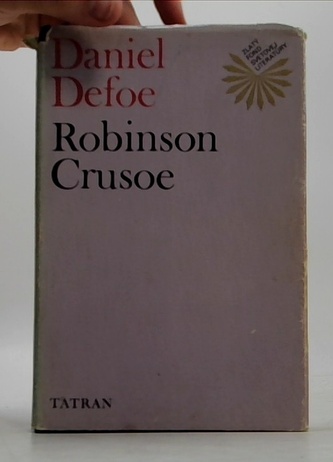 Daniel
Defoe
Robinson
Crusoe
ZLATÝ
FOND
SVETOVEJ
LITERATÚRY
TATRAN